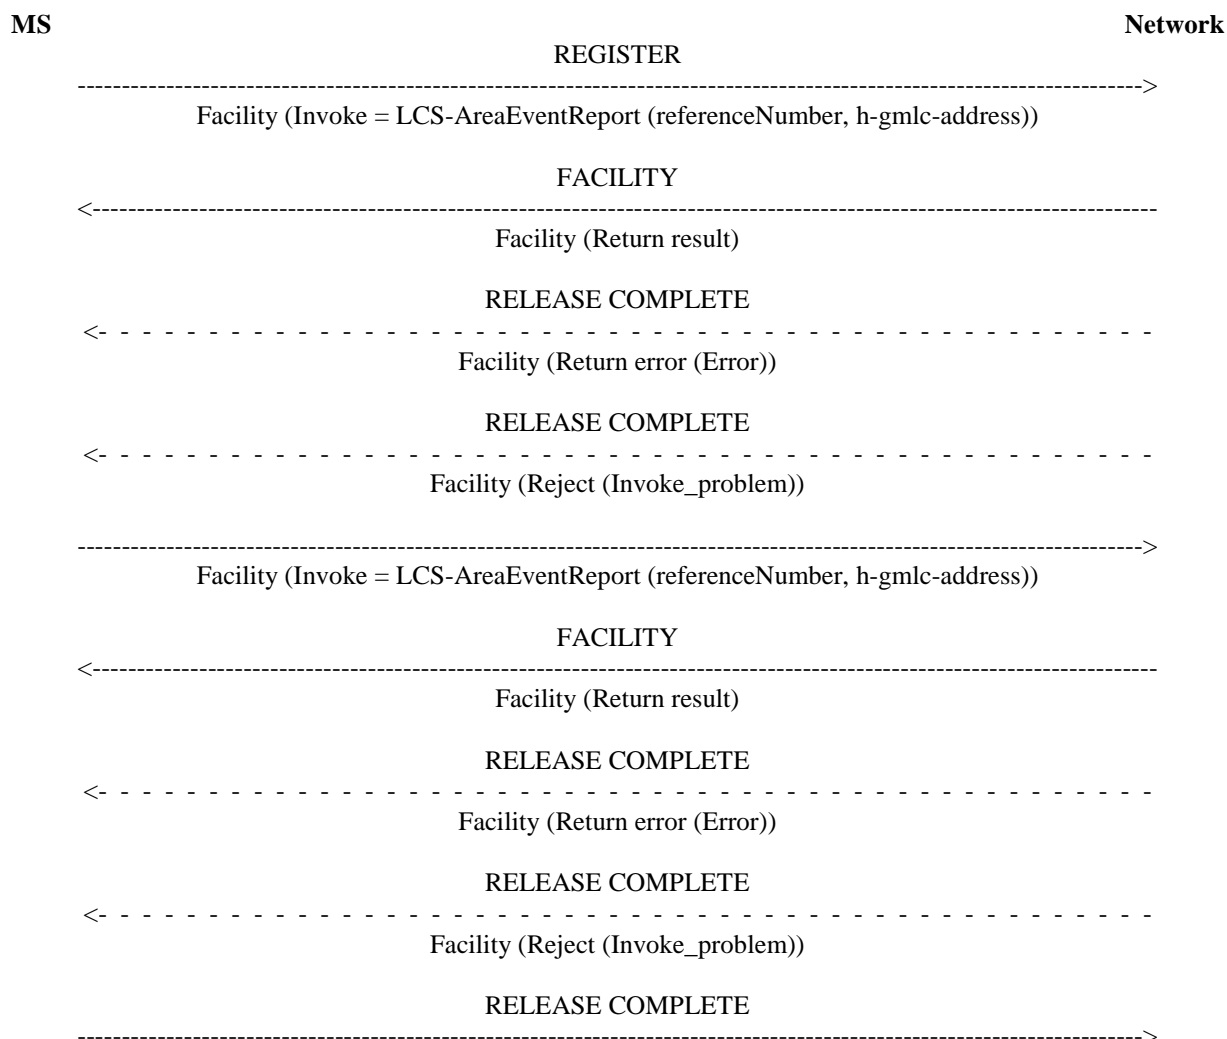 MS Network
REGISTER
------------------------------------------------------------------------------------------------------------------------>
Facility (Invoke = LCS-AreaEventReport (referenceNumber, h-gmlc-address))
FACILITY
<------------------------------------------------------------------------------------------------------------------------
Facility (Return result)
RELEASE COMPLETE
<- - - - - - - - - - - - - - - - - - - - - - - - - - - - - - - - - - - - - - - - - - - - - - - -
Facility (Return error (Error))
RELEASE COMPLETE
<- - - - - - - - - - - - - - - - - - - - - - - - - - - - - - - - - - - - - - - - - - - - - - - -
Facility (Reject (Invoke_problem))
------------------------------------------------------------------------------------------------------------------------>
Facility (Invoke = LCS-AreaEventReport (referenceNumber, h-gmlc-address))
FACILITY
<------------------------------------------------------------------------------------------------------------------------
Facility (Return result)
RELEASE COMPLETE
<- - - - - - - - - - - - - - - - - - - - - - - - - - - - - - - - - - - - - - - - - - - - - - - -
Facility (Return error (Error))
RELEASE COMPLETE
<- - - - - - - - - - - - - - - - - - - - - - - - - - - - - - - - - - - - - - - - - - - - - - - -
Facility (Reject (Invoke_problem))
RELEASE COMPLETE
------------------------------------------------------------------------------------------------------------------------>